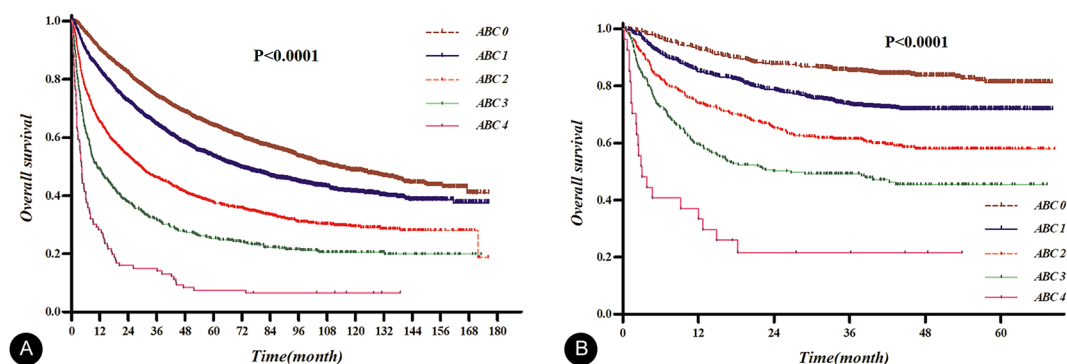 1.0
0.8
0.6
0.4
0.2
0.0
Overall survival
P<0.0001
ABC 0
ABC 1
ABC 2
ABC 3
ABC 4
0 12 24 36 48 60 72 84 96 108 120 132 144 156 168 180
Time(month)
A
1.0
0.8
0.6
0.4
0.2
0.0
Overall survival
P<0.0001
ABC 0
ABC 1
ABC 2
ABC 3
ABC 4
0 12 24 36 48 60
Time(month)
B